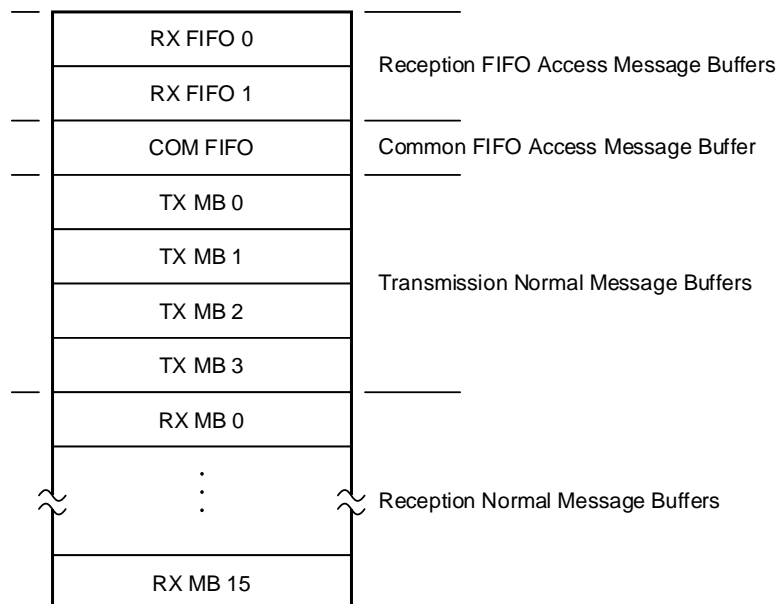 RX FIFO 0
Reception FIFO Access Message Buffers
RX FIFO 1
COM FIFO
Common FIFO Access Message Buffer
TX MB 0
TX MB 1
Transmission Normal Message Buffers
TX MB 2
TX MB 3
RX MB 0
Reception Normal Message Buffers
RX MB 15